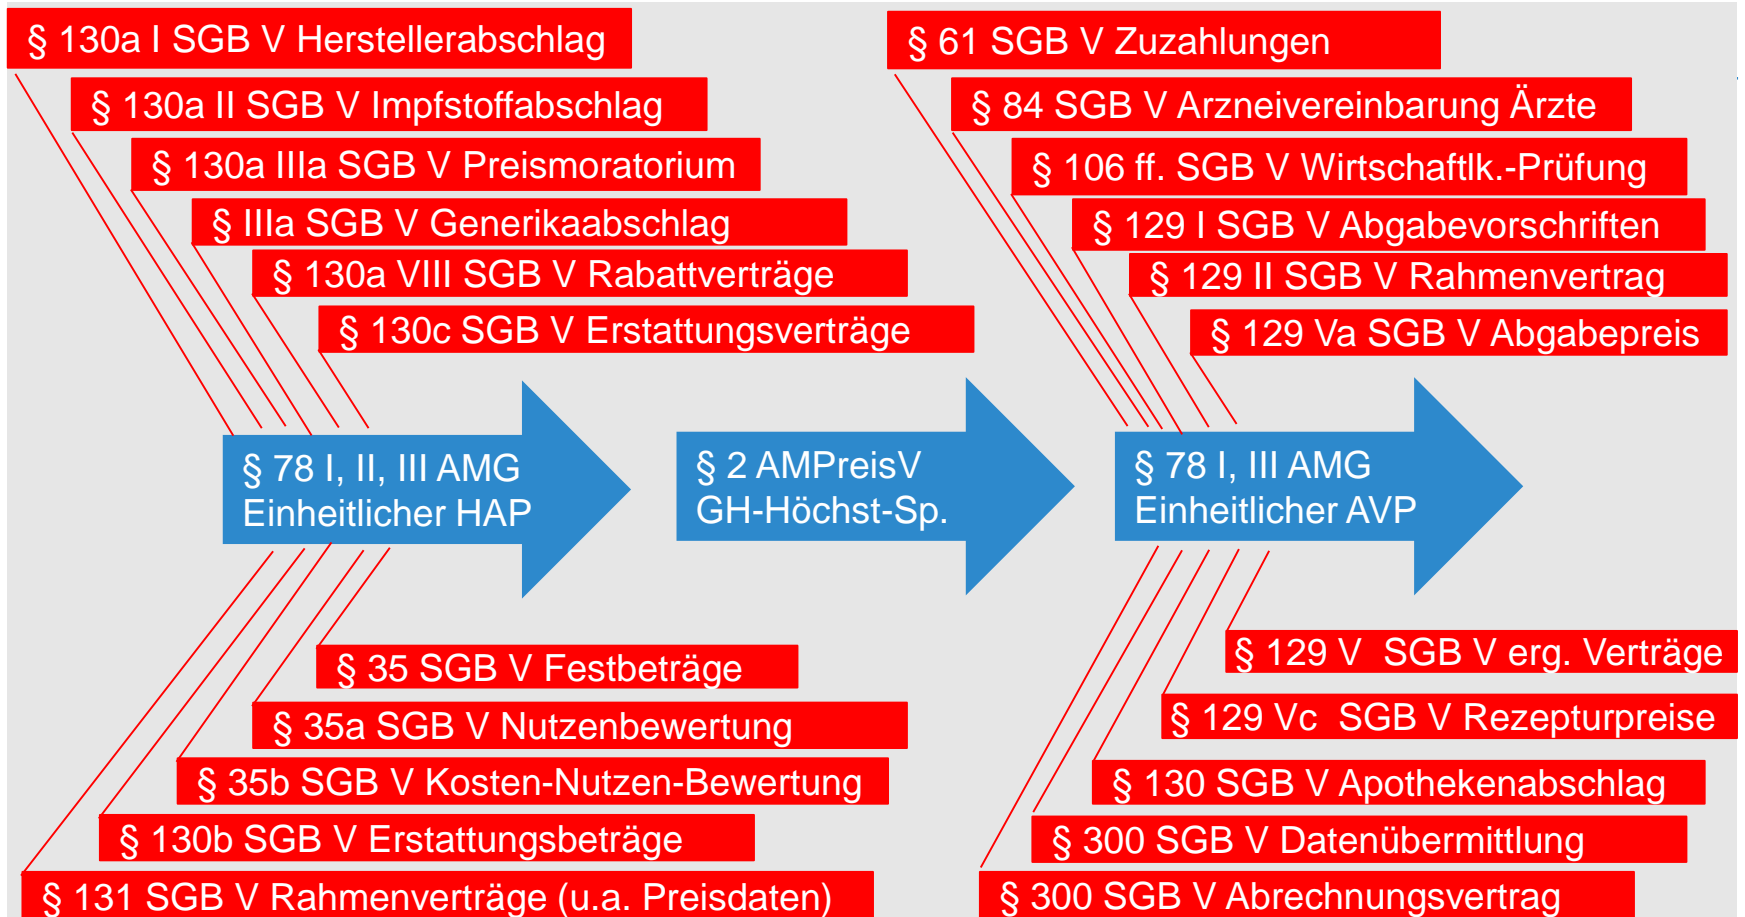 § 130a I SGB V Herstellerabschlag
§ 130a II SGB V Impfstoffabschlag
§ 130a IIIa SGB V Preismoratorium
§ IIIa SGB V Generikaabschlag
§ 130a VIII SGB V Rabattverträge
§ 130c SGB V Erstattungsverträge
§ 61 SGB V Zuzahlungen
§ 84 SGB V Arzneivereinbarung Ärzte
§ 106 ff. SGB V Wirtschaftlk.-Prüfung
§ 129 I SGB V Abgabevorschriften
§ 129 II SGB V Rahmenvertrag
§ 129 Va SGB V Abgabepreis
§ 78 I, II, III AMG
Einheitlicher HAP
§ 2 AMPreisV
GH-Höchst-Sp.
§ 78 I, III AMG
Einheitlicher AVP
§ 35 SGB V Festbeträge
§ 35a SGB V Nutzenbewertung
§ 35b SGB V Kosten-Nutzen-Bewertung
§ 130b SGB V Erstattungsbeträge
§ 131 SGB V Rahmenverträge (u.a. Preisdaten)
§ 129 V SGB V erg. Verträge
§ 129 Vc SGB V Rezepturpreise
§ 130 SGB V Apothekenabschlag
§ 300 SGB V Datenübermittlung
§ 300 SGB V Abrechnungsvertrag